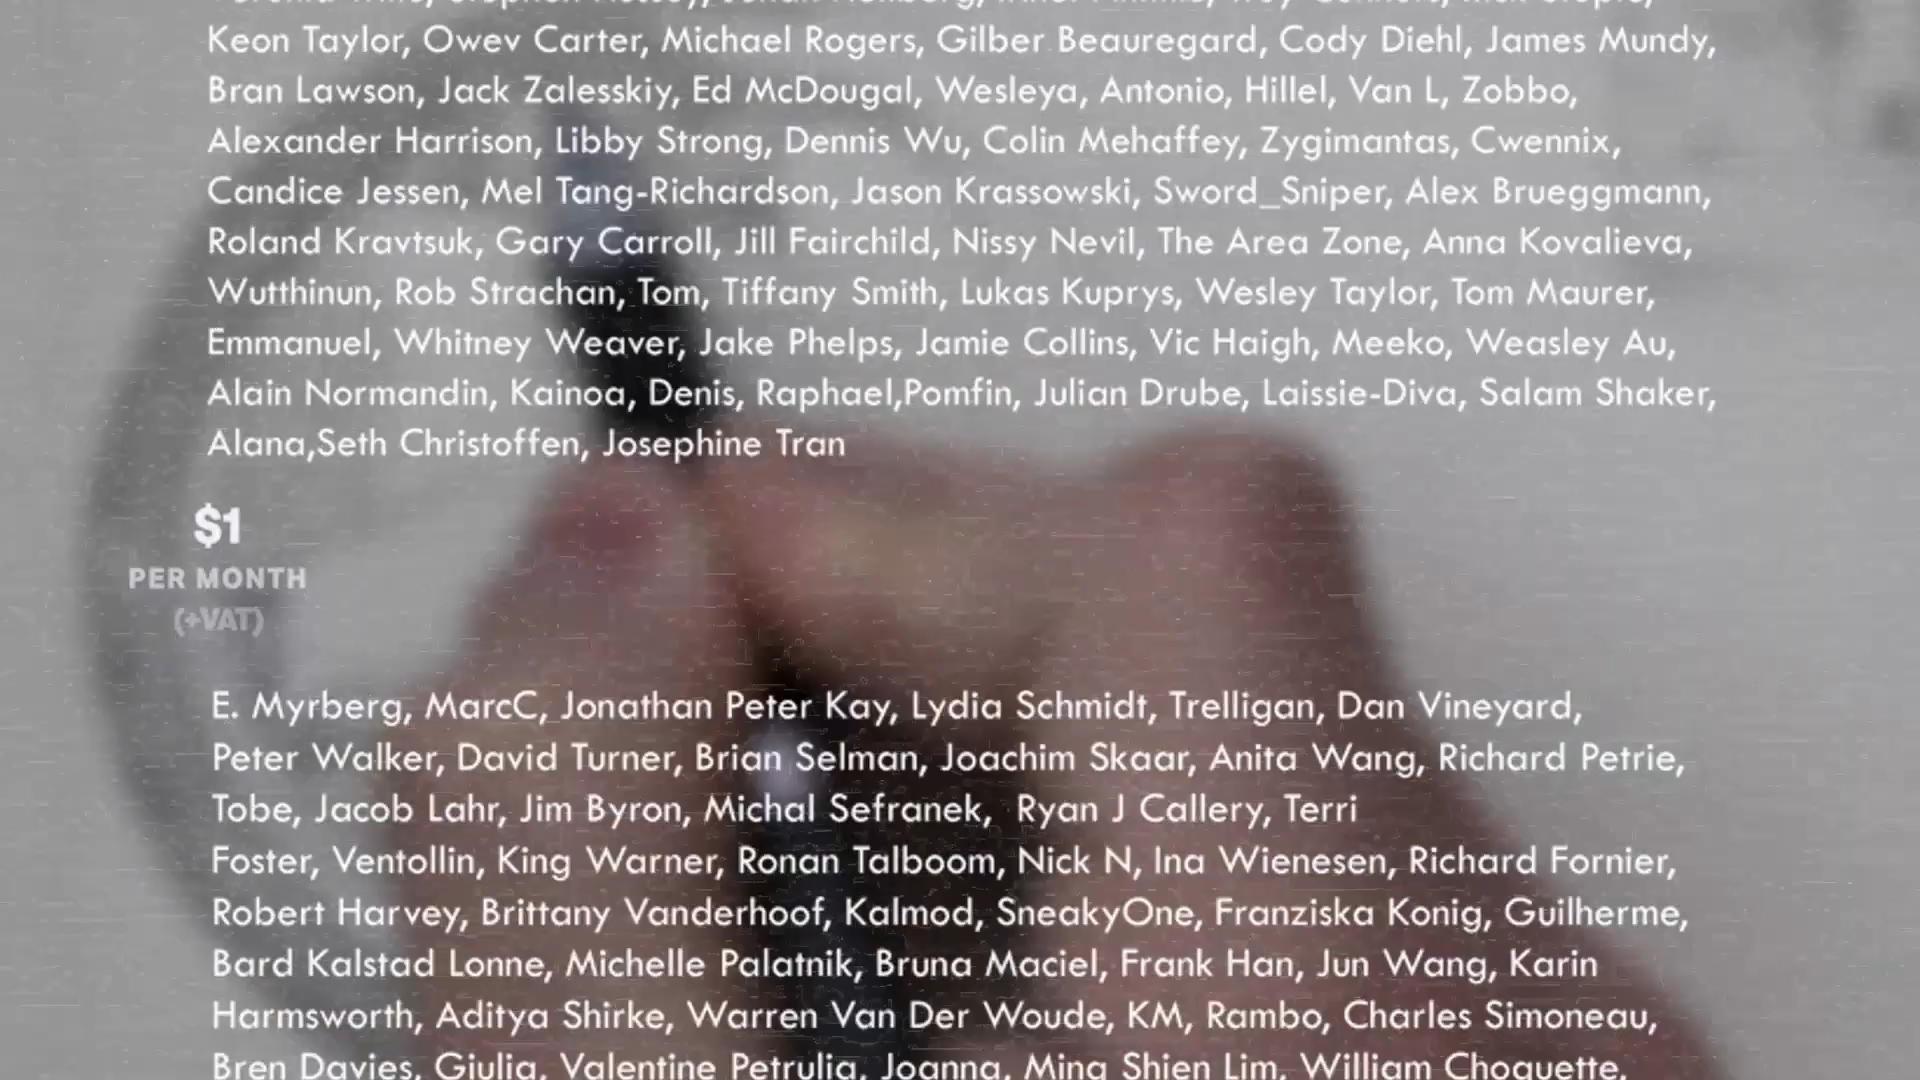 Keon Taylor, Owev Carter, Michael Rogers, Gilber Beauregard, Cody Diehl, James Mundy,
Bran Lawson, Jack Zalesskiy, Ed McDougal, Wesleya, Antonio, Hillel, Van L, Zobbo,
Alexander Harrison, Libby Strong, Dennis Wu, Colin Mehaffey, Zygimantas, Cwennix,
Candice Jessen, Mel Tang-Richardson, Jason Krassowski, Sword_Sniper, Alex Brueggmann,
Roland Kravtsuk, Gary Carroll, Jill Fairchild, Nissy Nevil, The Area Zone, Anna Kovalieva,
Wutthinun, Rob Strachan, Tom, Tiffany Smith, Lukas Kuprys, Wesley Taylor, Tom Maurer,
Emmanuel, Whitney Weaver, Jake Phelps, Jamie Collins, Vic Haigh, Meeko, Weasley Au,
Alain Normandin, Kainoa, Denis, Raphael,Pomfin, Julian Drube, Laissie-Diva, Salam Shaker,
Alana,Seth Christoffen, Josephine Tran
$1
PER MONTH
(+VAT)
E. Myrberg, MarcC, Jonathan Peter Kay, Lydia Schmidt, Trelligan, Dan Vineyard,
Peter Walker, David Turner, Brian Selman, Joachim Skaar, Anita Wang, Richard Petrie,
Tobe, Jacob Lahr, Jim Byron, Michal Sefranek, Ryan J Callery, Terri
Foster, Ventollin, King Warner, Ronan Talboom, Nick N, Ina Wienesen, Richard Fornier,
Robert Harvey, Brittany Vanderhoof, Kalmod, SneakyOne, Franziska Konig, Guilherme,
Bard Kalstad Lonne, Michelle Palatnik, Bruna Maciel, Frank Han, Jun Wang, Karin
Harmsworth, Aditya Shirke, Warren Van Der Woude, KM, Rambo, Charles Simoneau,
Bren Davies, Giulia, Valentine Petrulia, Joanna, Ming Shien Lim, William Choquette,